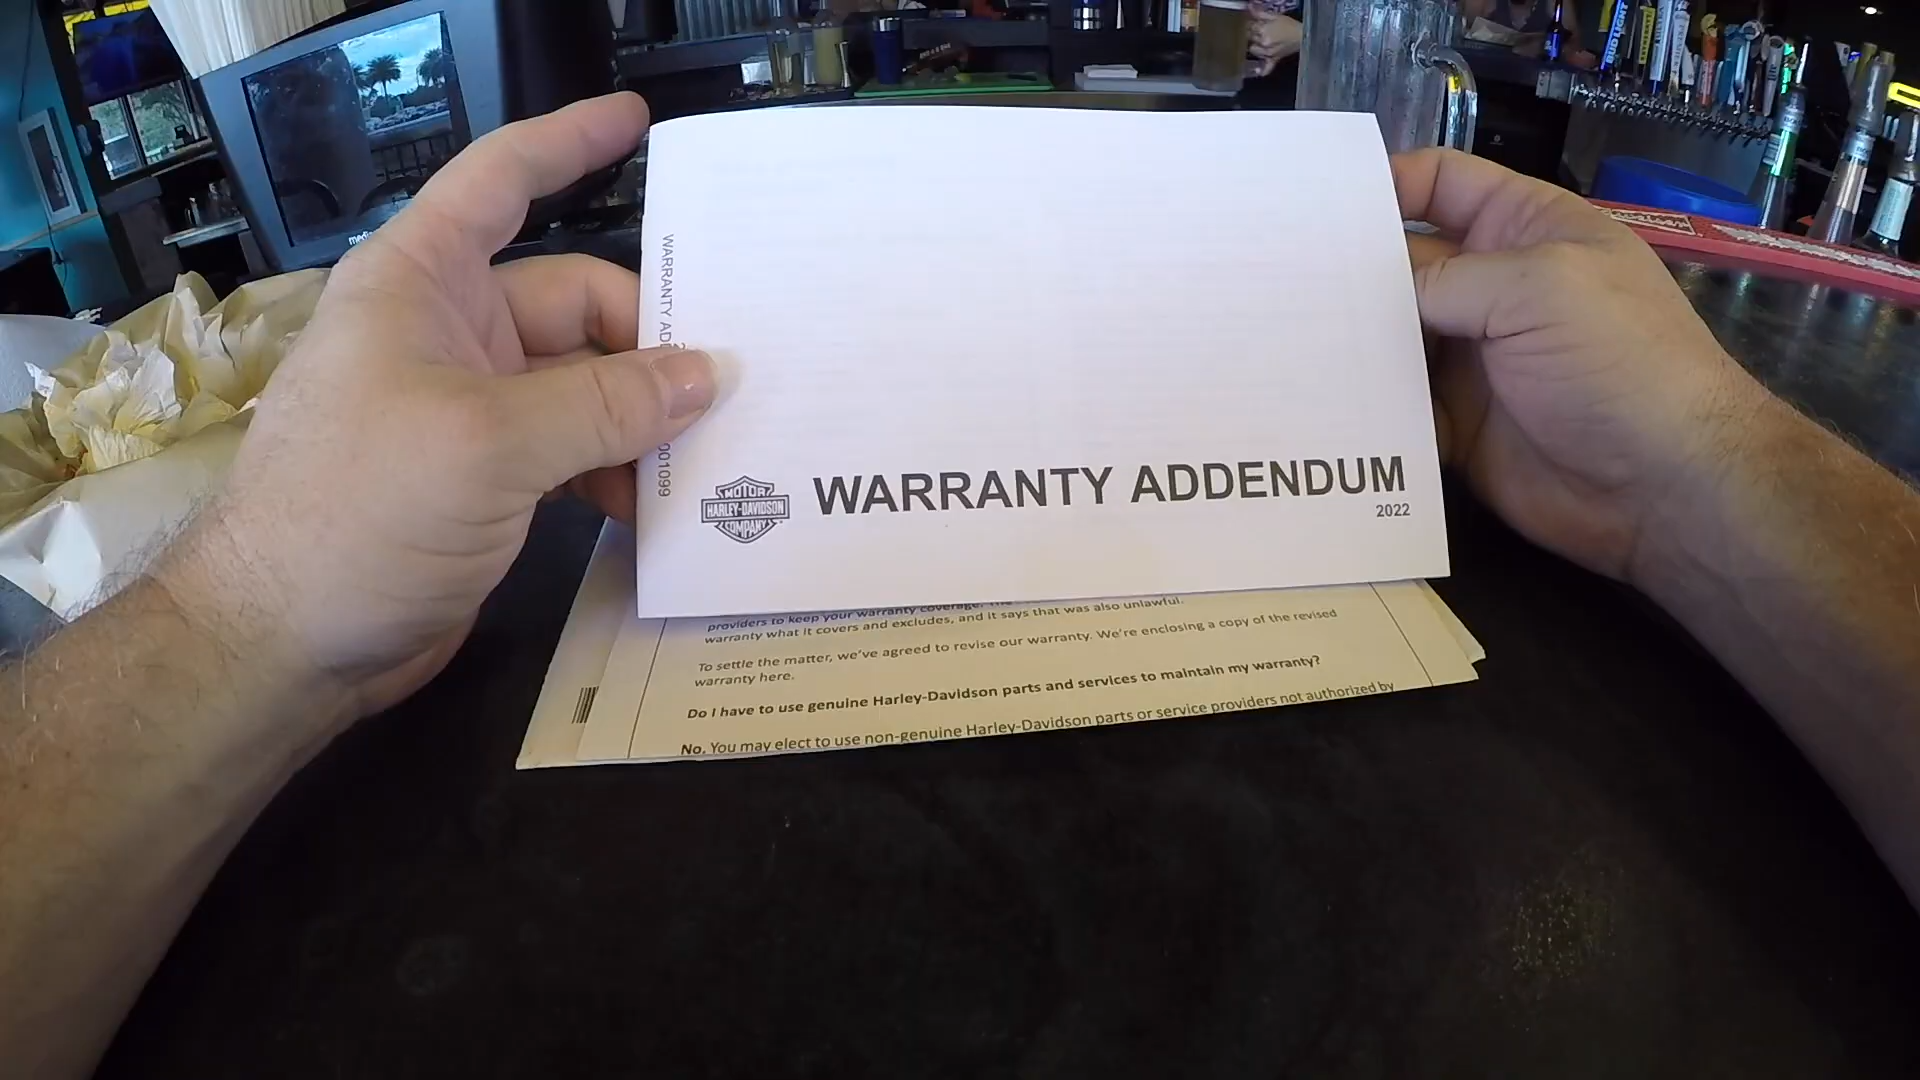 BUD LIGHT
WARRANTY AD
001099
MOTOR
HARLEY-DAVIDSON
COMPANY
WARRANTY ADDENDUM
2022
providers to keep your warranty coverage.
warranty what it covers and excludes, and it says that was also unlawful.
To settle the matter, we've agreed to revise our warranty. We're enclosing a copy of the revised
warranty here.
Do I have to use genuine Harley-Davidson parts and services to maintain my warranty?
No. You may elect to use non-genuine Harley-Davidson parts or service providers not authorized by